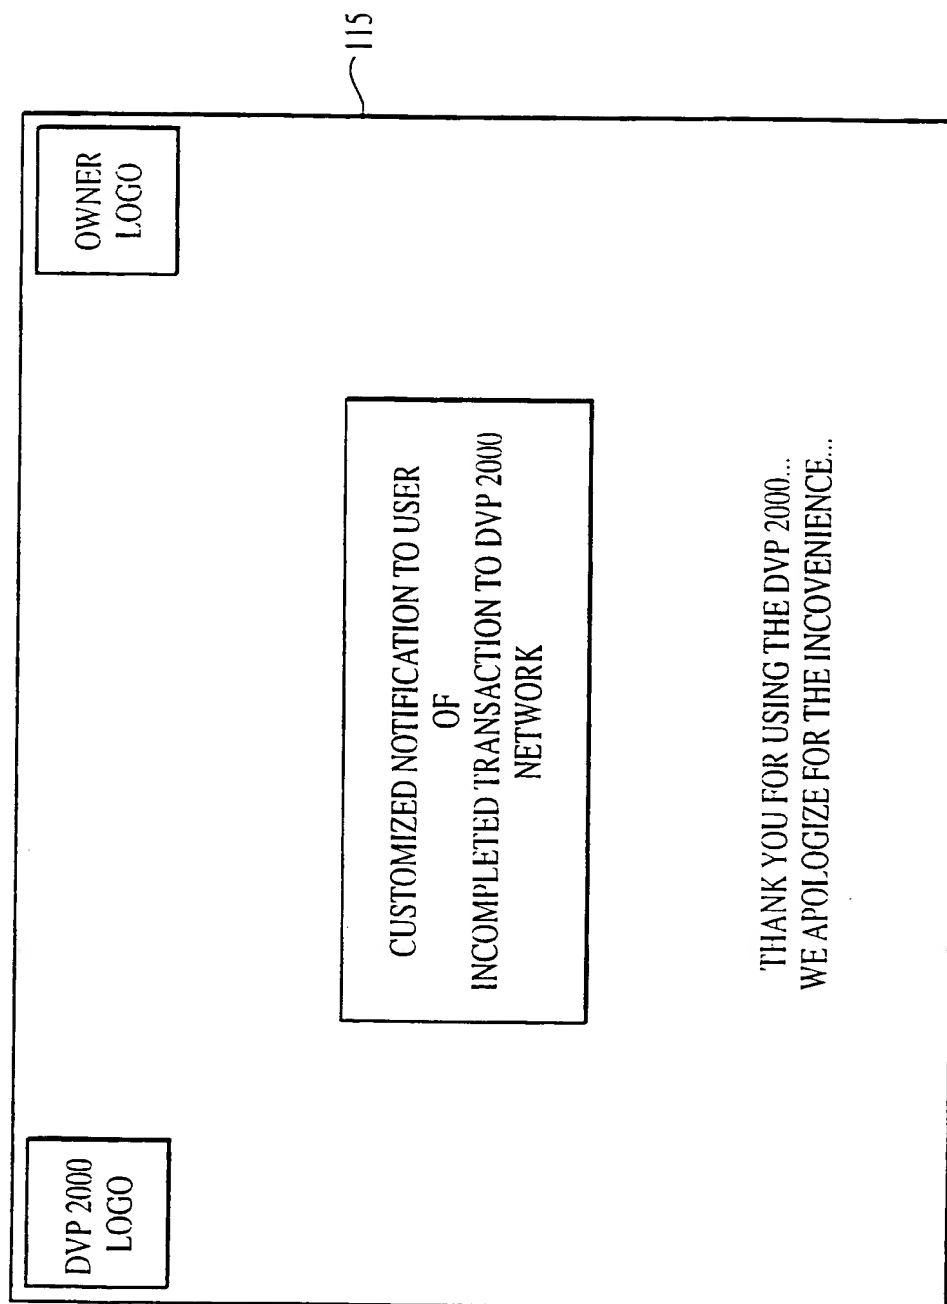 DVP 2000
LOGO
OWNER
LOGO
115
CUSTOMIZED NOTIFICATION TO USER
OF
INCOMPLETED TRANSACTION TO DVP 2000
NETWORK
THANK YOU FOR USING THE DVP 2000...
WE APOLOGIZE FOR THE INCOVENIENCE...